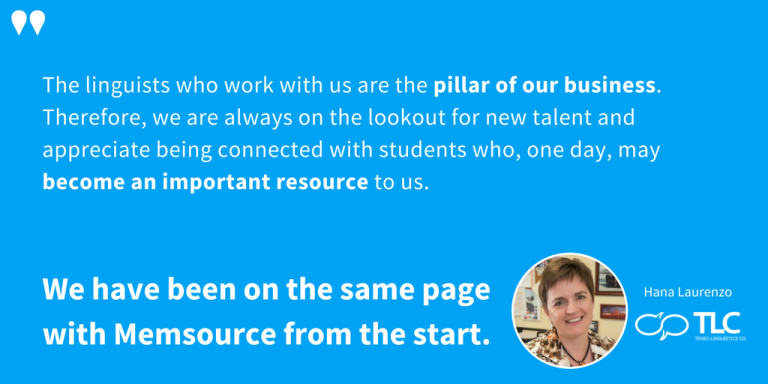 "
The linguists who work with us are the pillar of our business.
Therefore, we are always on the lookout for new talent and
appreciate being connected with students who, one day, may
become an important resource to us.
We have been on the same page
with Memsource from the start.
Hana Laurenzo
TLC
TENEO LINGUISTICS CO.